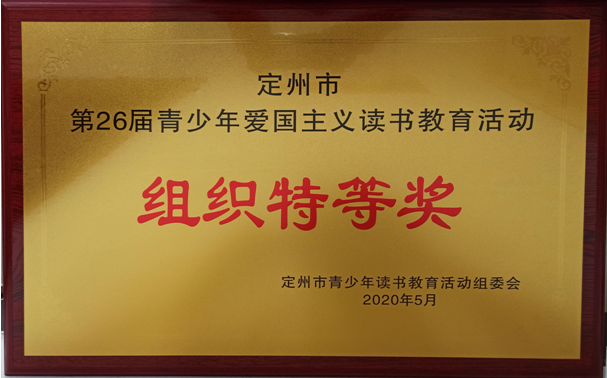 定州市
第26届青少年爱国主义读书教育活动
组织特等奖
定州市青少年读书教育活动组委会
2020年5月